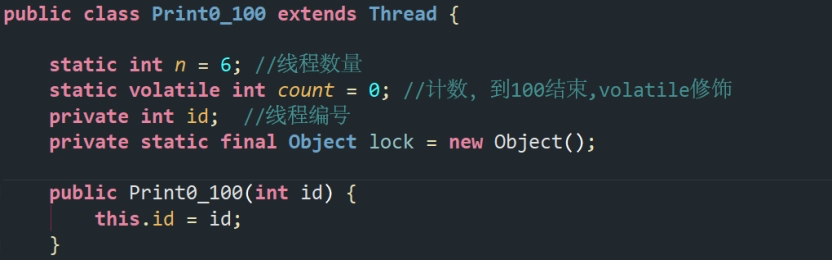 public class Print0_100 extends Thread {
static int n = 6; //线程数量
static volatile int count = 0; //计数, 到100结束,volatile修饰
private int id;  //线程编号
private static final Object lock = new Object();
public Print0_100(int id) {
this.id = id;
}